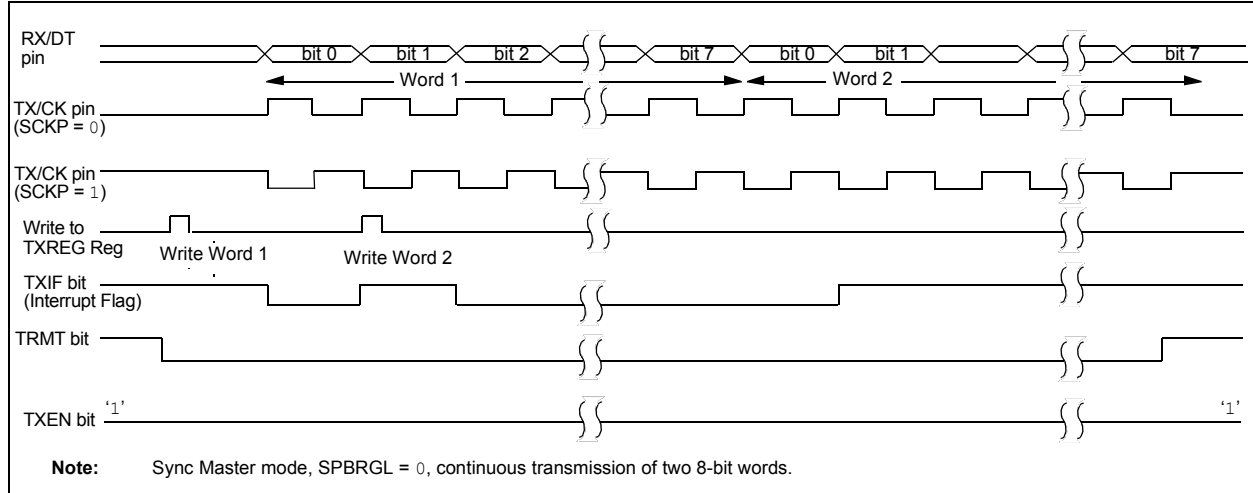 RX/DT
pin
bit 0 bit 1 bit 2 bit 7 bit 0 bit 1 bit 7
Word 1 Word 2
TX/CK pin
(SCKP = 0)
TX/CK pin
(SCKP = 1)
Write to
TXREG Reg
Write Word 1 Write Word 2
TXIF bit
(Interrupt Flag)
TRMT bit
TXEN bit ‘1’ ‘1’
Note: Sync Master mode, SPBRGL = 0, continuous transmission of two 8-bit words.